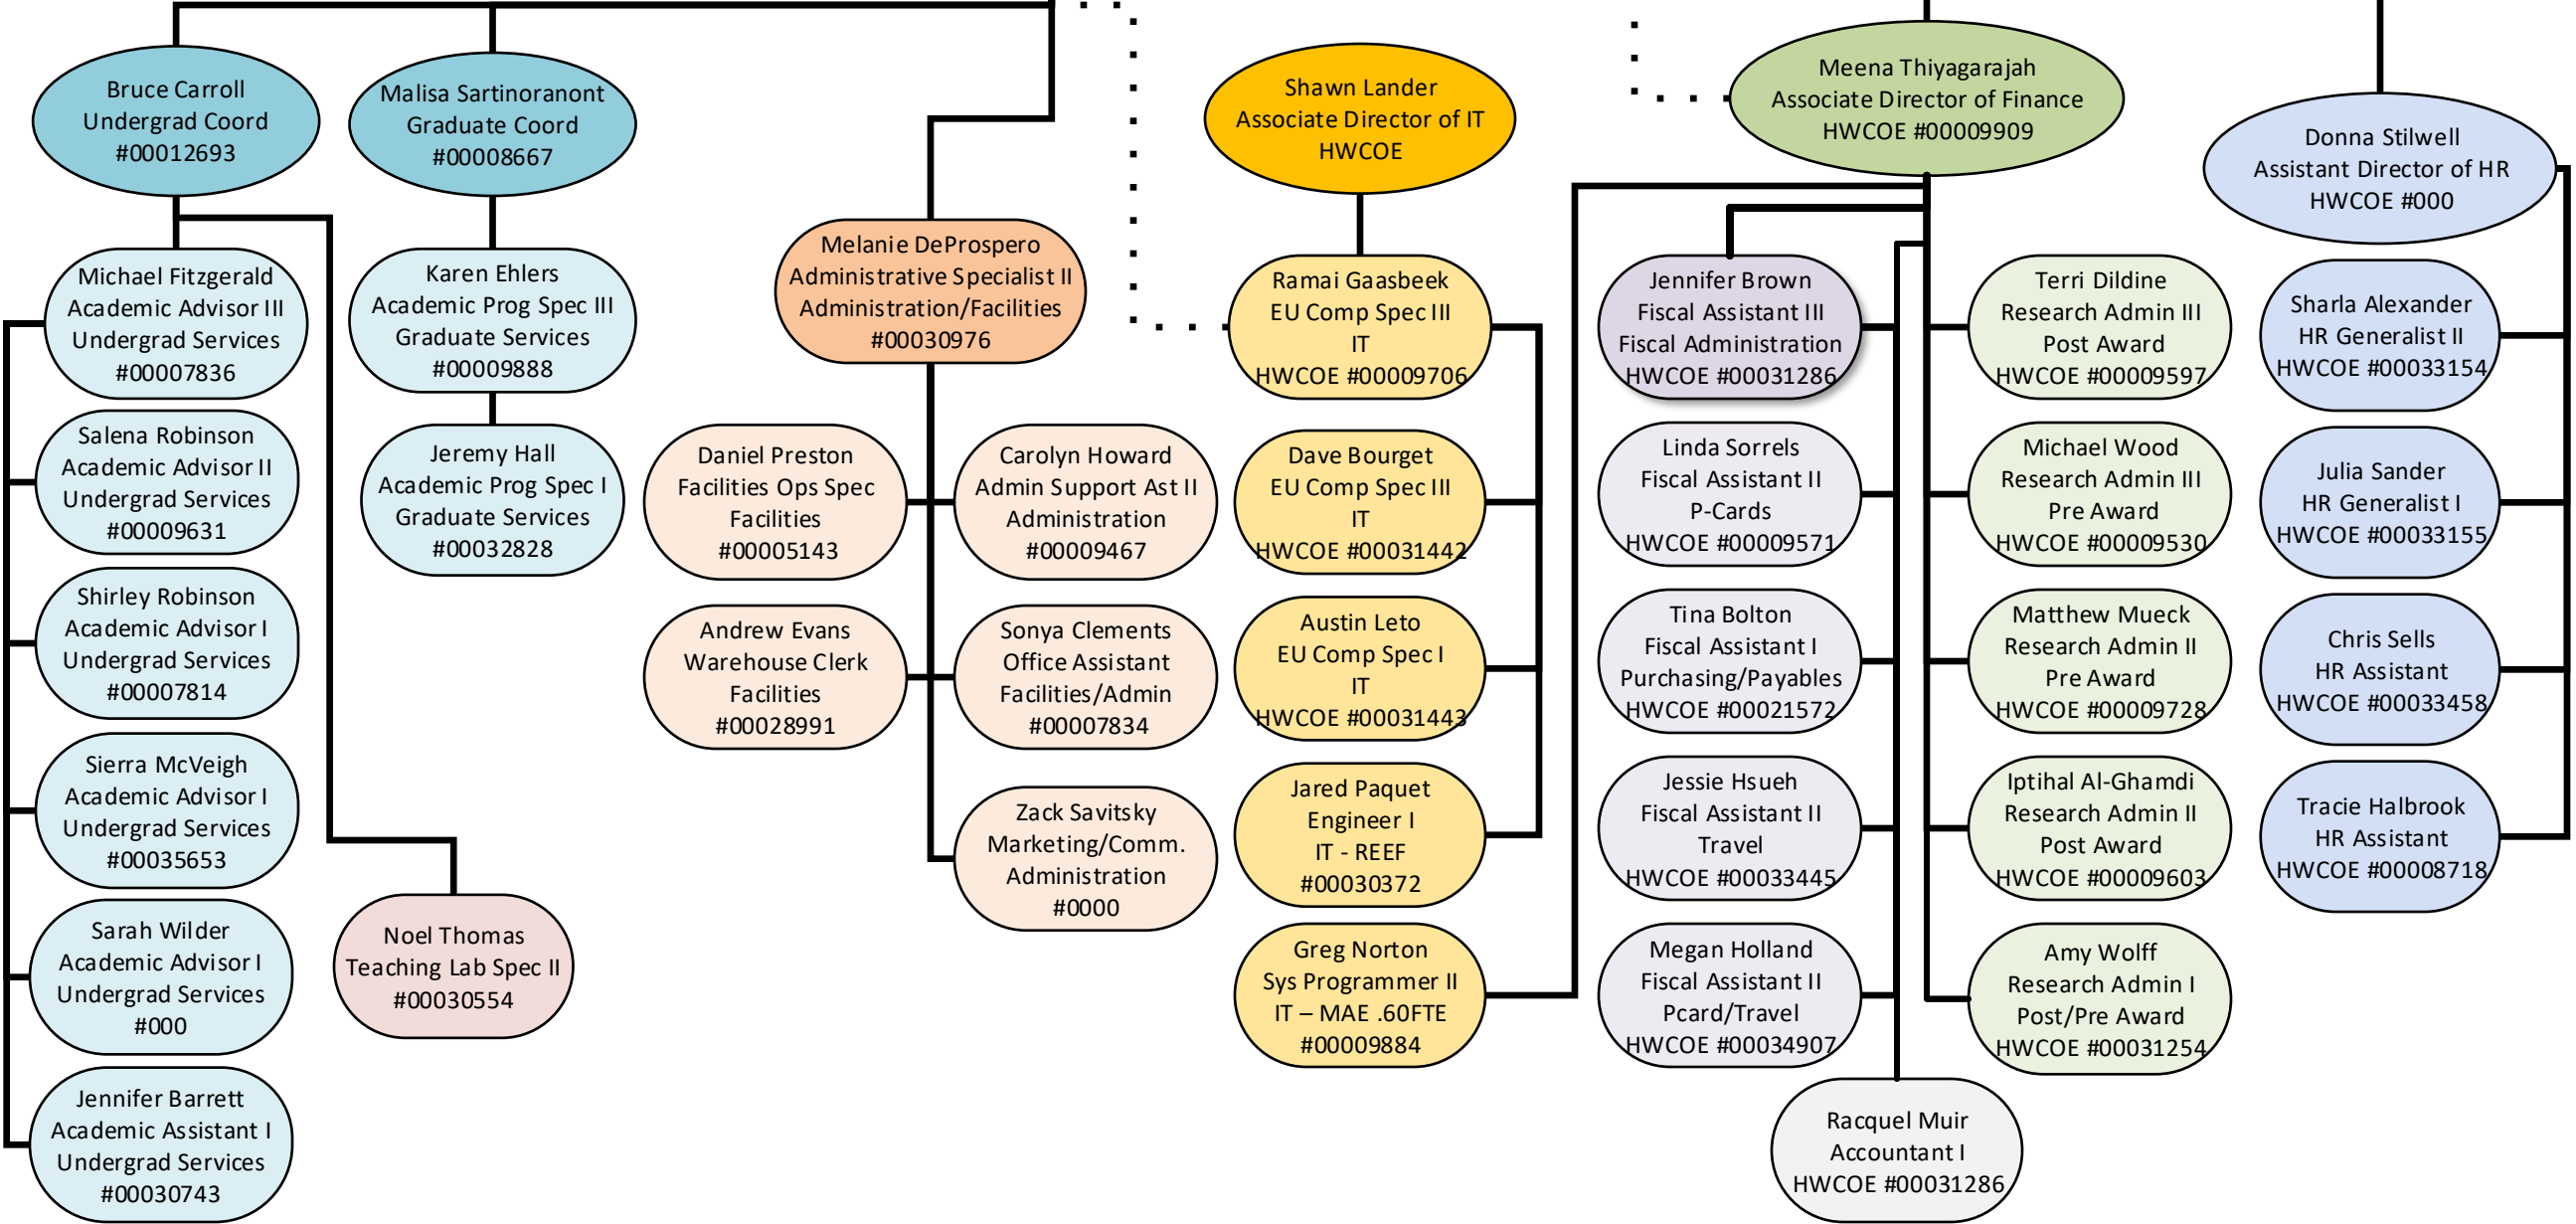 Bruce Carroll
Undergrad Coord
#00012693
Malisa Sartinoranont
Graduate Coord
#00008667
Shawn Lander
Associate Director of IT
HWCOE
Meena Thiyagarajah
Associate Director of Finance
HWCOE #00009909
Donna Stilwell
Assistant Director of HR
HWCOE #000
Michael Fitzgerald
Academic Advisor III
Undergrad Services
#00007836
Salena Robinson
Academic Advisor II
Undergrad Services
#00009631
Shirley Robinson
Academic Advisor I
Undergrad Services
#00007814
Sierra McVeigh
Academic Advisor I
Undergrad Services
#00035653
Sarah Wilder
Academic Advisor I
Undergrad Services
#000
Jennifer Barrett
Academic Assistant I
Undergrad Services
#00030743
Noel Thomas
Teaching Lab Spec II
#00030554
Karen Ehlers
Academic Prog Spec III
Graduate Services
#00009888
Jeremy Hall
Academic Prog Spec I
Graduate Services
#00032828
Melanie DeProspero
Administrative Specialist II
Administration/Facilities
#00030976
Daniel Preston
Facilities Ops Spec
Facilities
#00005143
Carolyn Howard
Admin Support Ast II
Administration
#00009467
Andrew Evans
Warehouse Clerk
Facilities
#00028991
Sonya Clements
Office Assistant
Facilities/Admin
#00007834
Zack Savitsky
Marketing/Comm.
Administration
#0000
Ramai Gaasbeek
EU Comp Spec III
IT
HWCOE #00009706
Dave Bourget
EU Comp Spec III
IT
HWCOE #00031442
Austin Leto
EU Comp Spec I
IT
HWCOE #00031443
Jared Paquet
Engineer I
IT - REEF
#00030372
Greg Norton
Sys Programmer II
IT – MAE .60FTE
#00009884
Jennifer Brown
Fiscal Assistant III
Fiscal Administration
HWCOE #00031286
Linda Sorrels
Fiscal Assistant II
P-Cards
HWCOE #00009571
Tina Bolton
Fiscal Assistant I
Purchasing/Payables
HWCOE #00021572
Jessie Hsueh
Fiscal Assistant II
Travel
HWCOE #00033445
Megan Holland
Fiscal Assistant II
Pcard/Travel
HWCOE #00034907
Racquel Muir
Accountant I
HWCOE #00031286
Terri Dildine
Research Admin III
Post Award
HWCOE #00009597
Michael Wood
Research Admin III
Pre Award
HWCOE #00009530
Matthew Mueck
Research Admin II
Pre Award
HWCOE #00009728
Iptihal Al-Ghamdi
Research Admin II
Post Award
HWCOE #00009603
Amy Wolff
Research Admin I
Post/Pre Award
HWCOE #00031254
Sharla Alexander
HR Generalist II
HWCOE #00033154
Julia Sander
HR Generalist I
HWCOE #00033155
Chris Sells
HR Assistant
HWCOE #00033458
Tracie Halbrook
HR Assistant
HWCOE #00008718